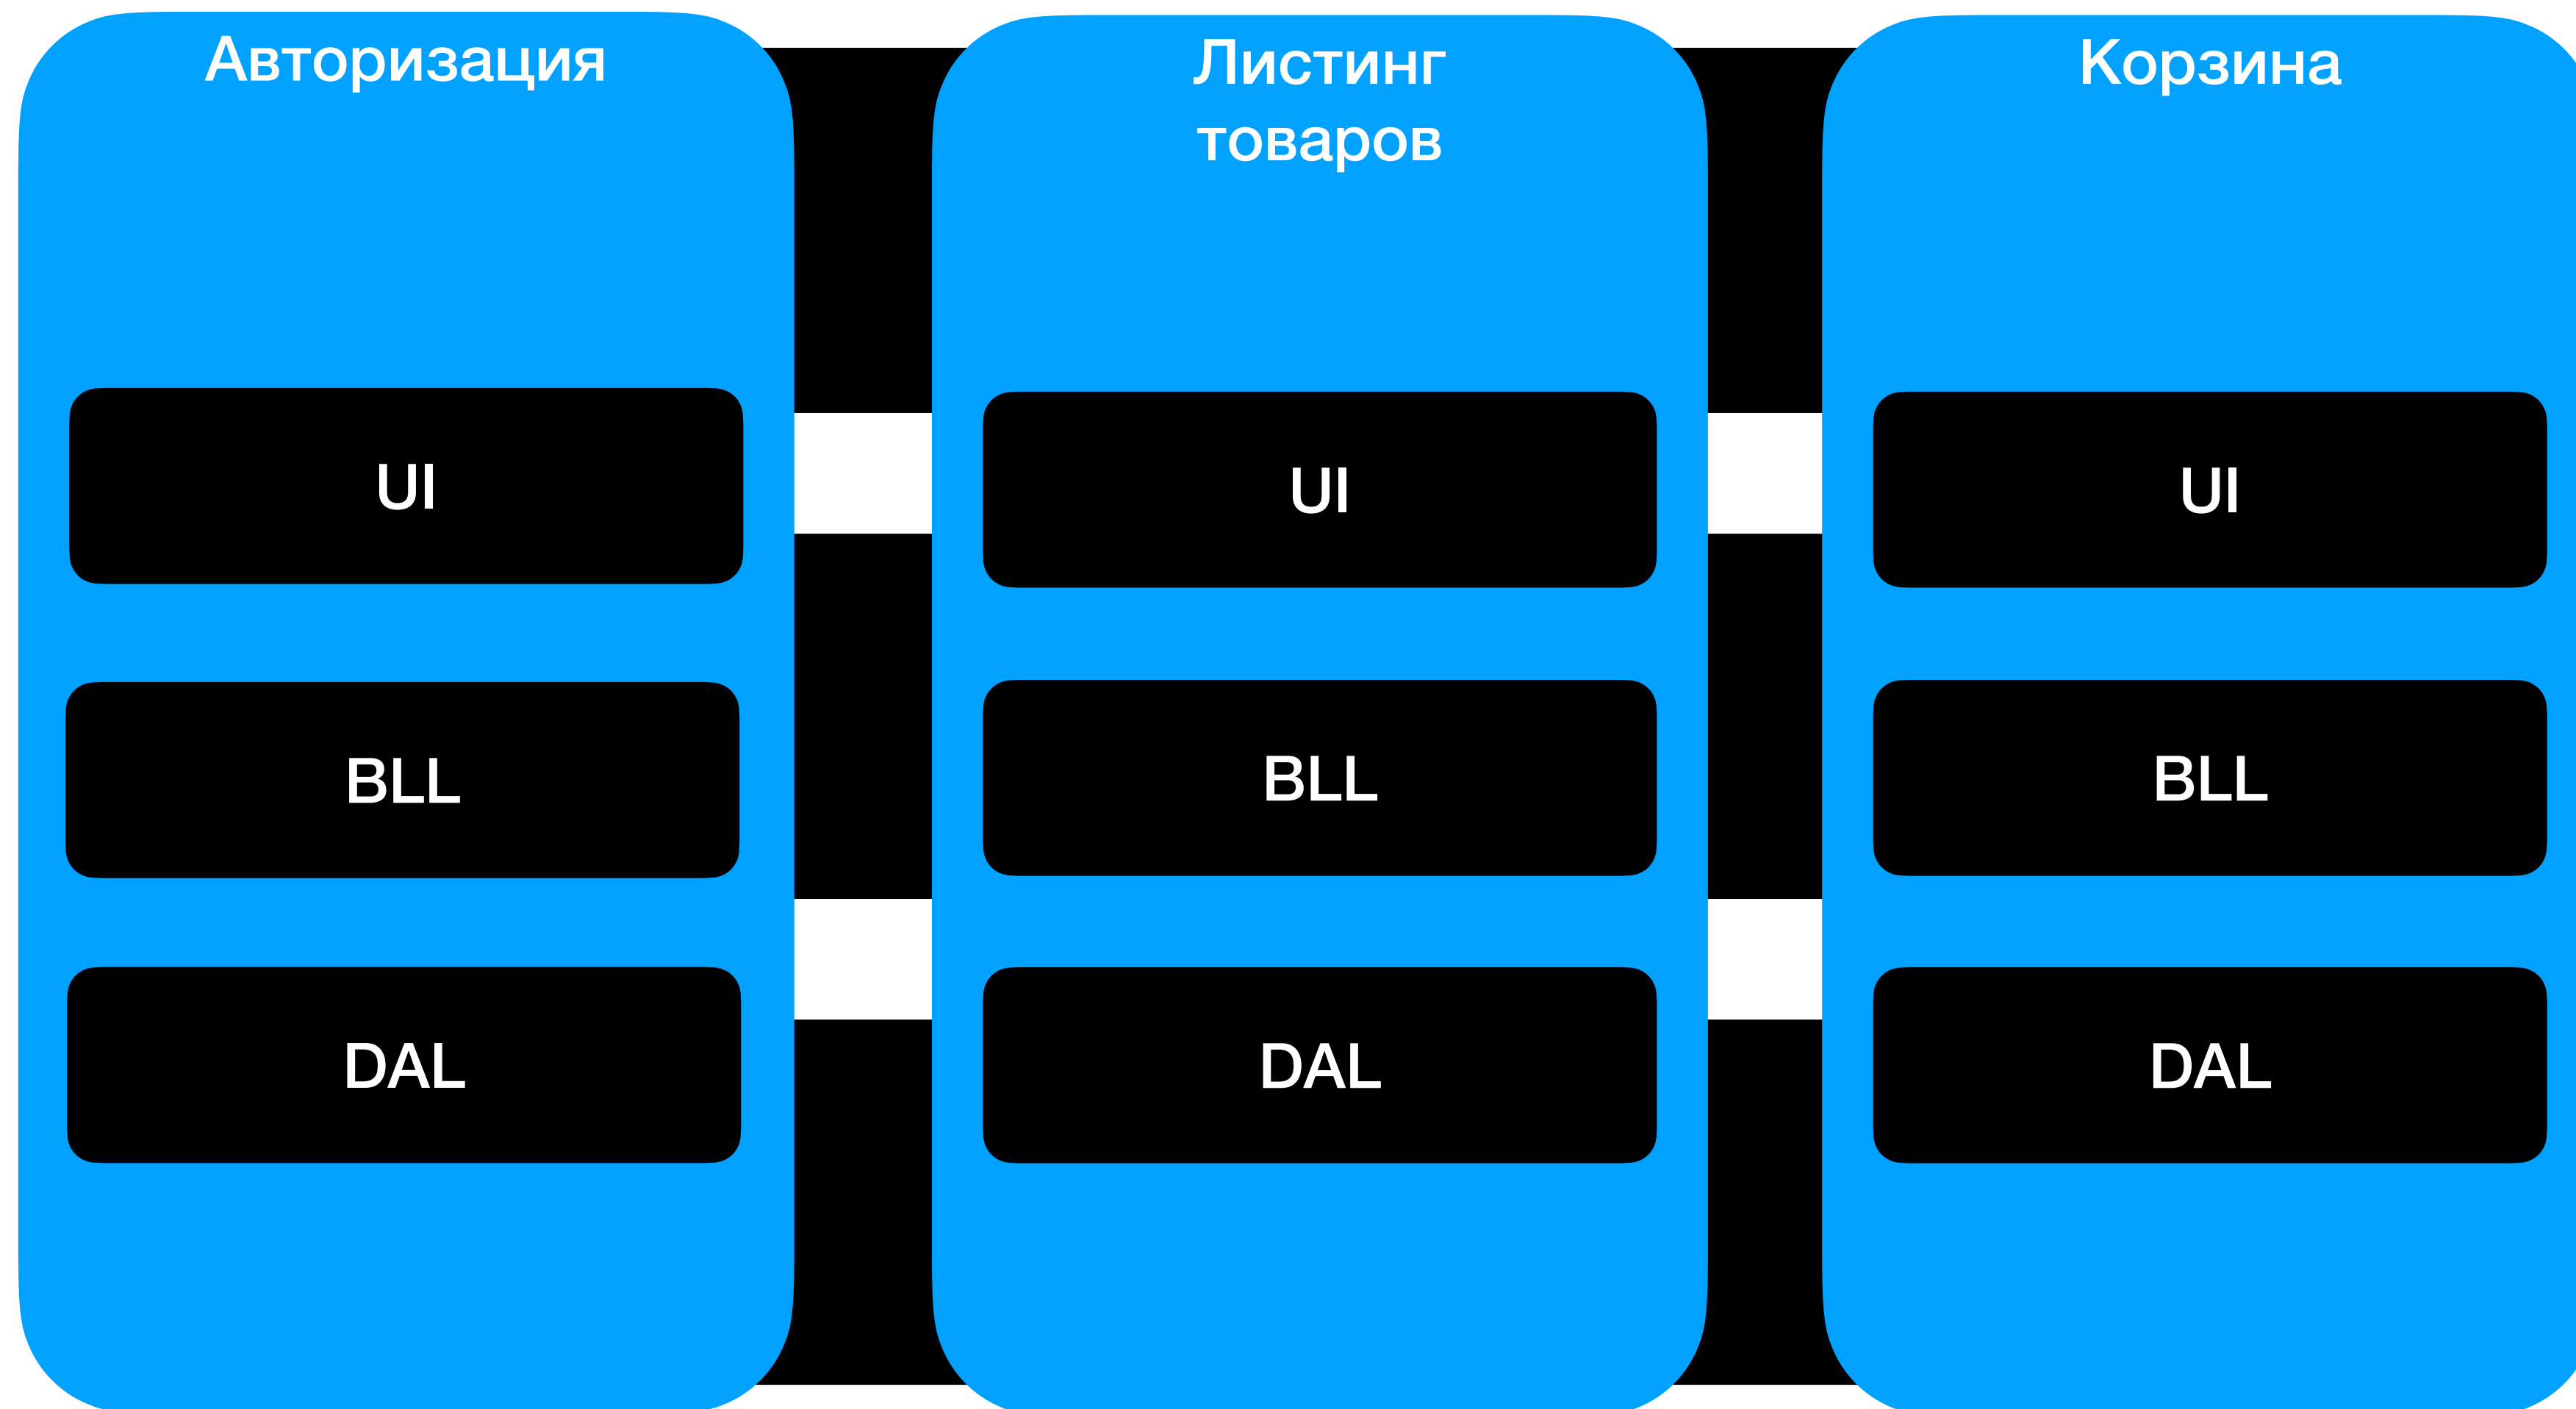 Авторизация
Листинг
товаров
Корзина
UI
UI
UI
BLL
BLL
BLL
DAL
DAL
DAL